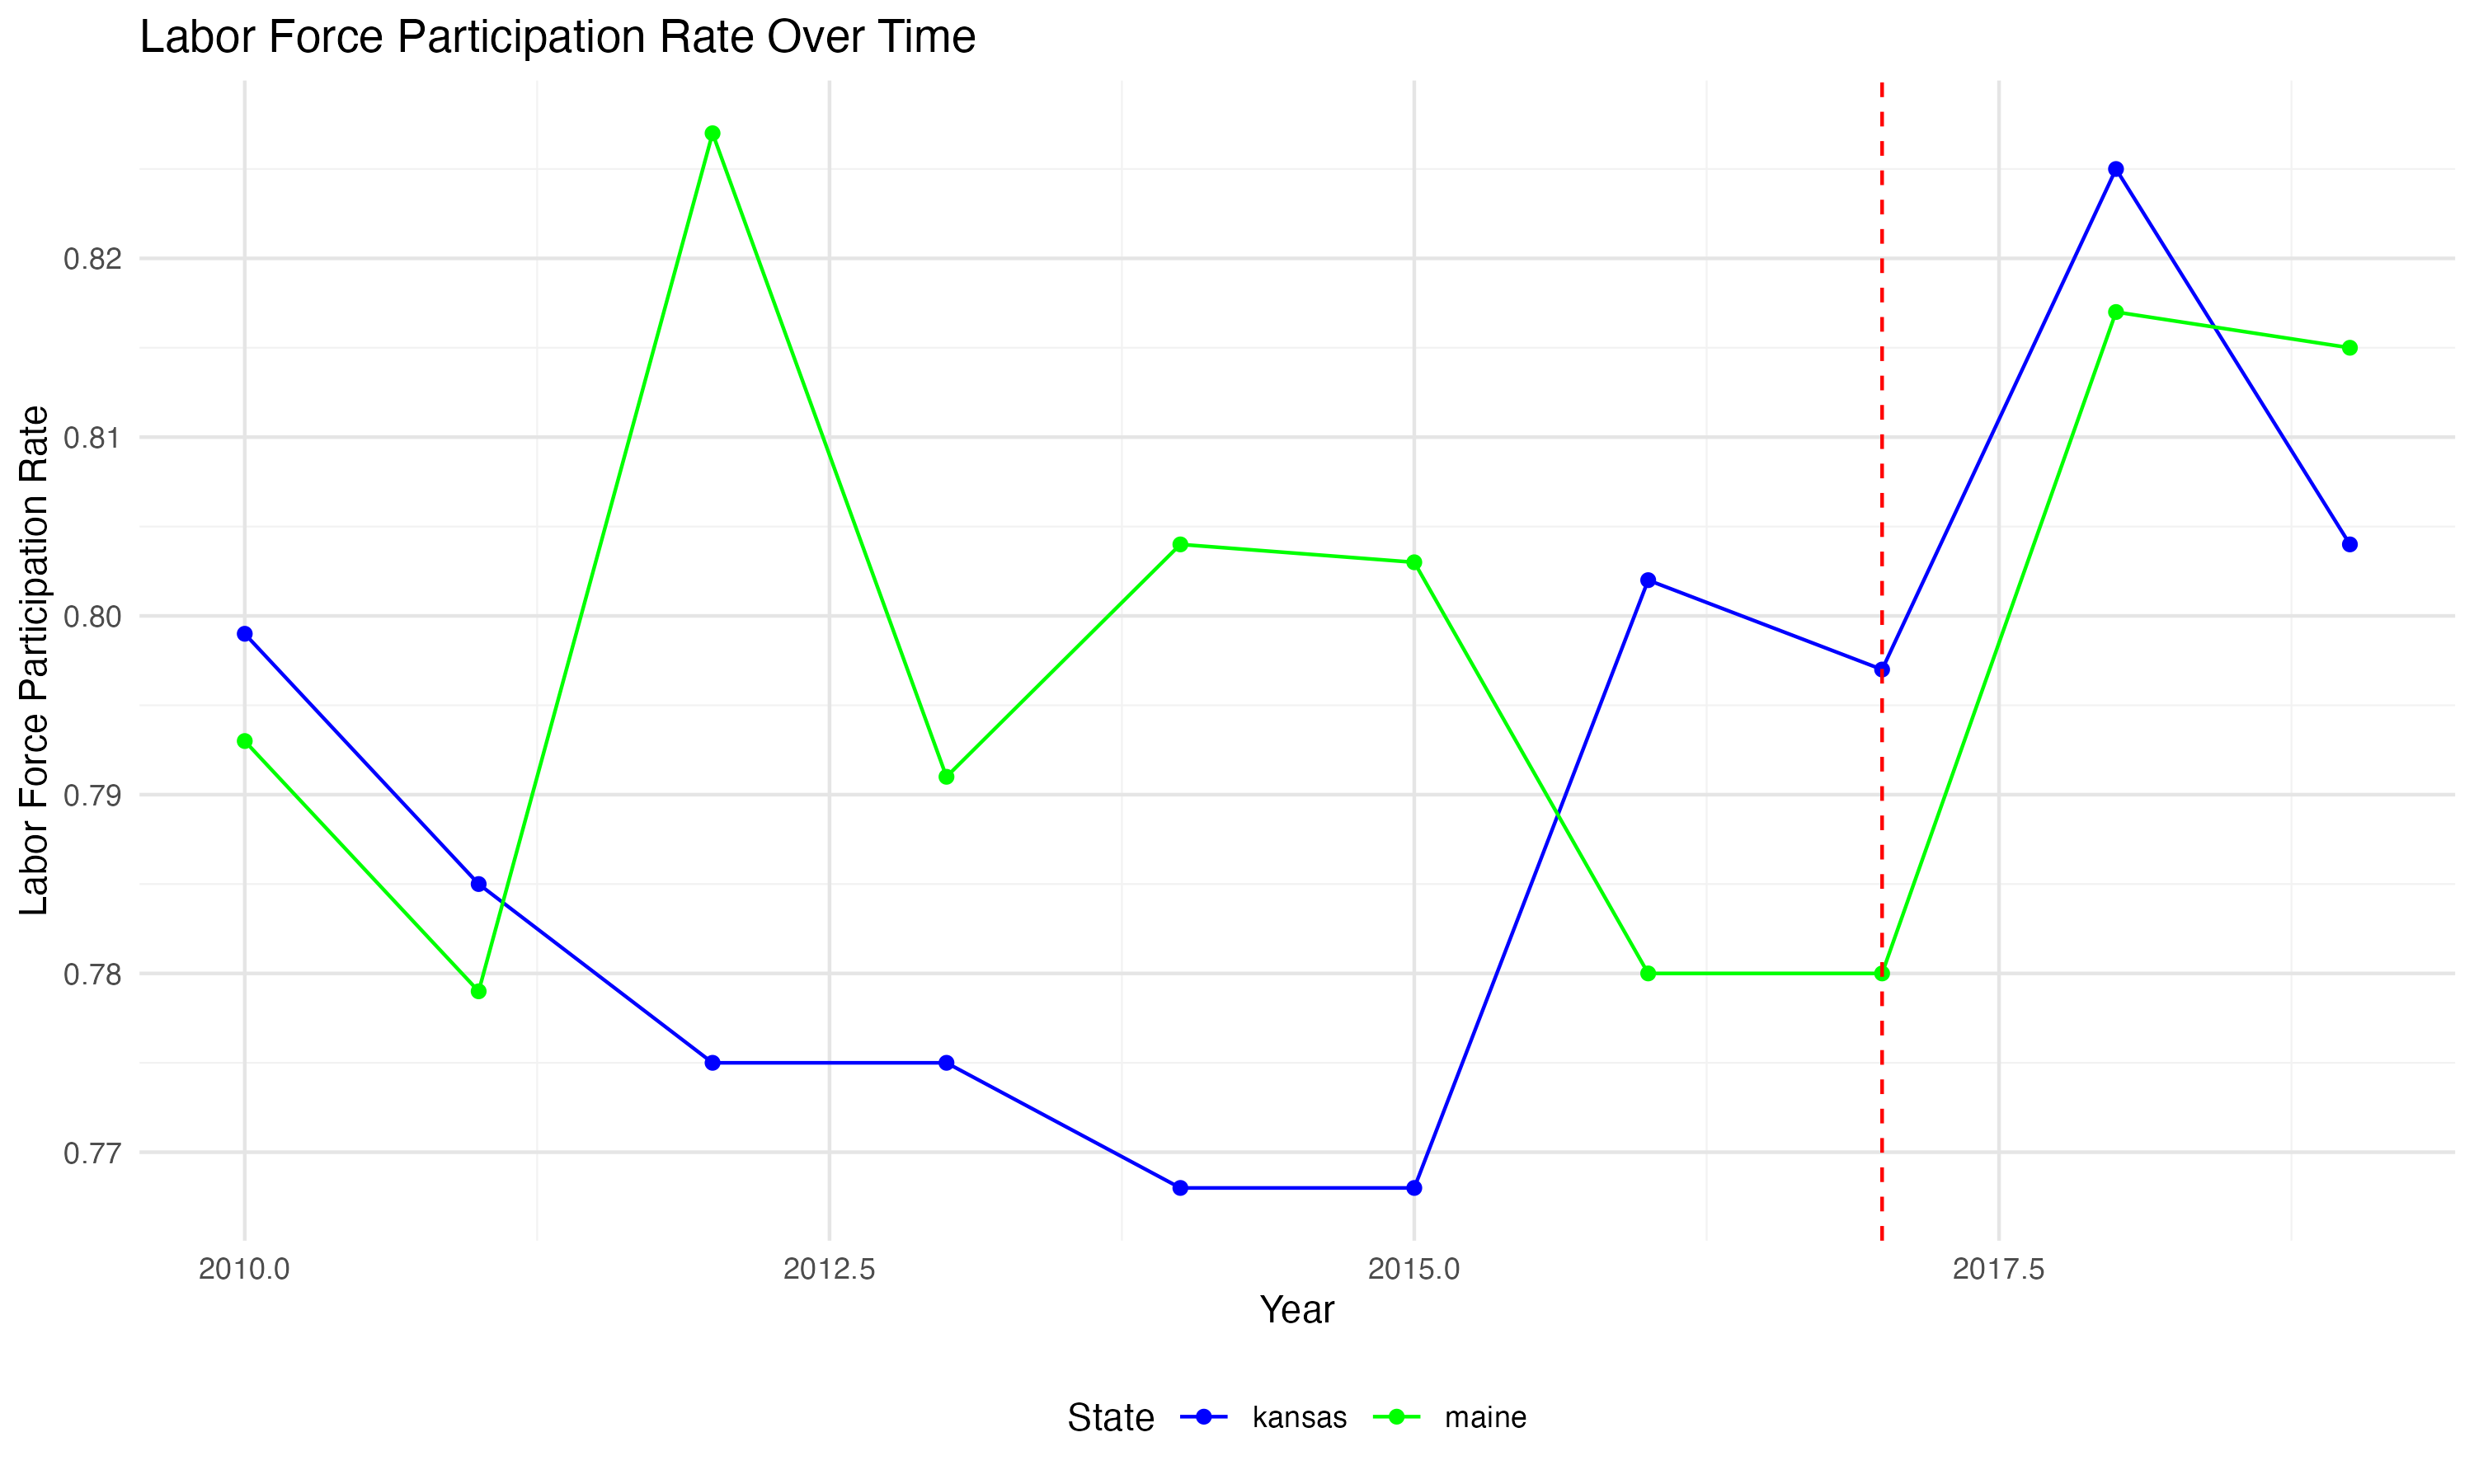 Labor Force Participation Rate Over Time
Labor Force Participation Rate
0.82
0.81
0.80
0.79
0.78
0.77
2010.0 2012.5 2015.0 2017.5
Year
State kansas maine